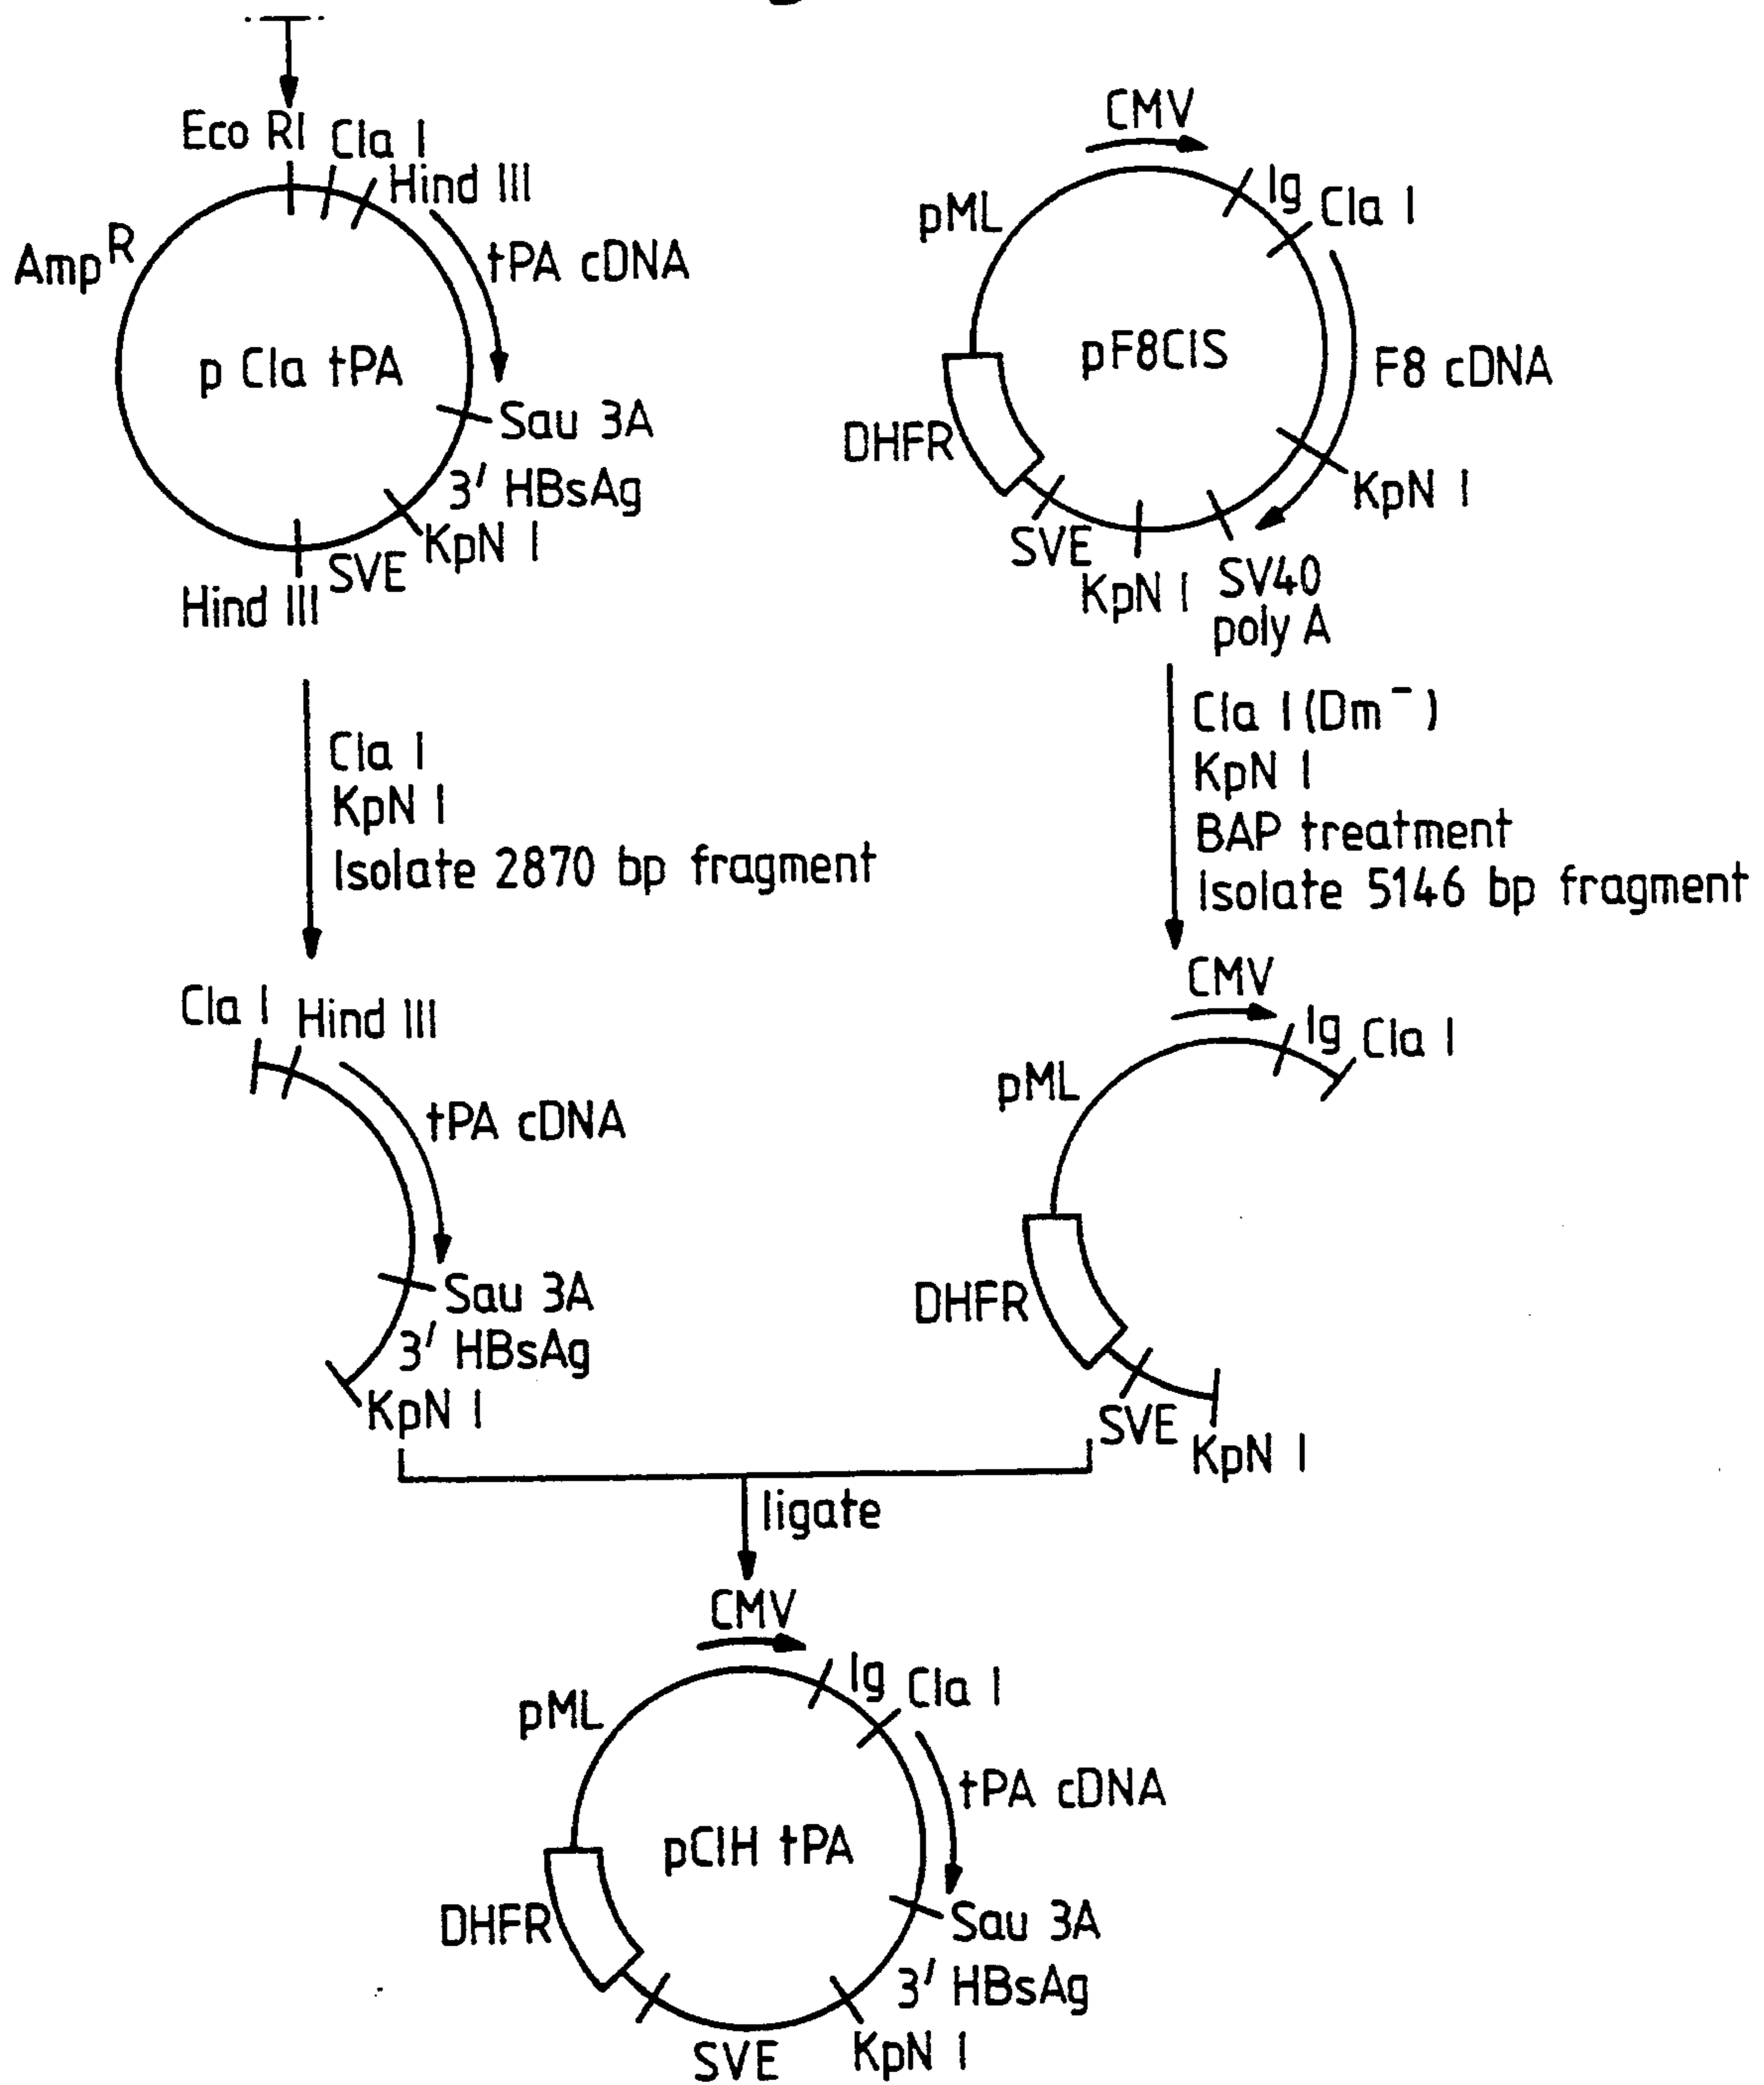 Eco RI
Cla I
Hind III
Amp R
tPA cDNA
p Cla tPA
Sau 3A
3' HBsAg
KpN I
SVE
Hind III
CMV
Ig
Cla I
pML
pF8CIS
F8 cDNA
DHFR
KpN I
SVE
KpN I
SV40
poly A
Cla I
KpN I
Isolate 2870 bp fragment
Cla I (Dm⁻)
KpN I
BAP treatment
Isolate 5146 bp fragment
Cla I
Hind III
tPA cDNA
Sau 3A
3' HBsAg
KpN I
CMV
Ig
Cla I
pML
DHFR
SVE
KpN I
ligate
CMV
Ig
Cla I
pML
tPA cDNA
pCIH tPA
DHFR
Sau 3A
3' HBsAg
SVE
KpN I